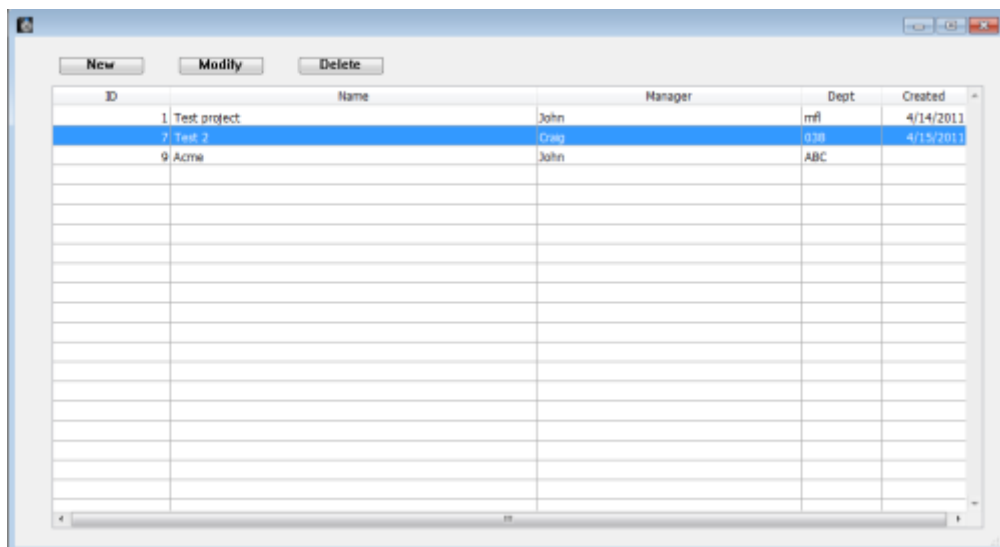 New Modify Delete
ID Name Manager Dept Created
1 Test project John mfl 4/14/2011
7 Test 2 Craig 038 4/15/2011
9 Acme John ABC